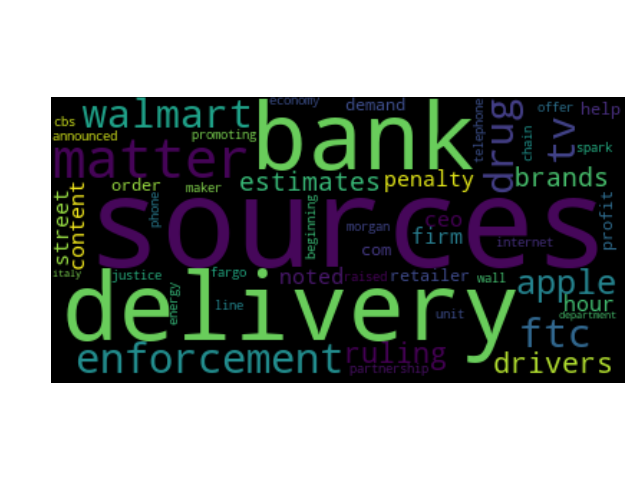 economy
cbs walmart bank demand drug telephone offer help
announced promoting tv chain spark
matter estimates penalty brands
order maker
street content phone sources beginning morgan ceo firm com internet profit
italy justice fargo noted raised retailer wall apple
delivery energy line unit hour
department
ftc
enforcement ruling drivers
partnership